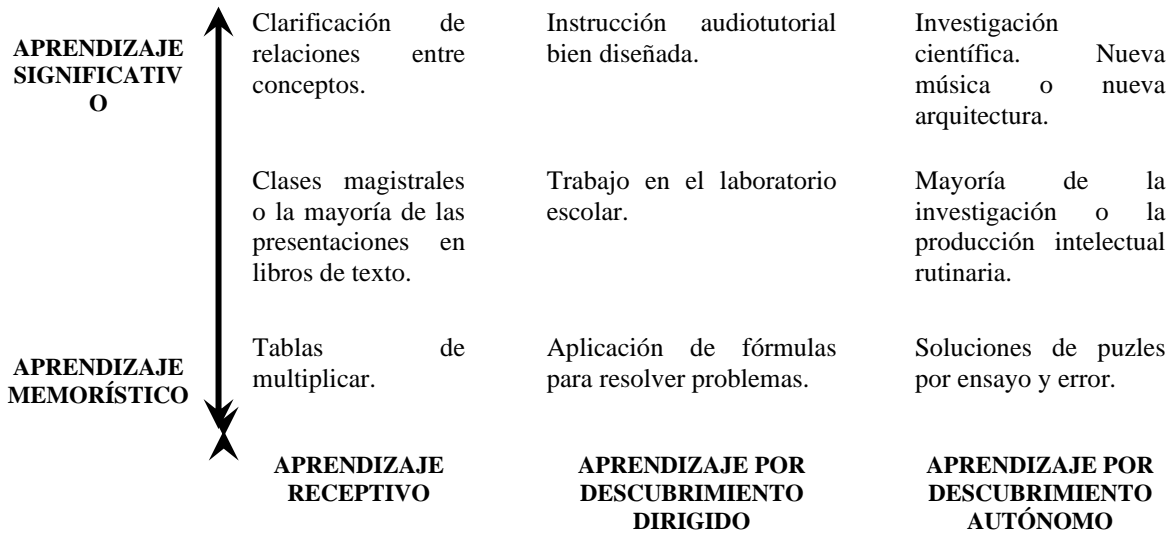 APRENDIZAJE
SIGNIFICATIV
O
Clarificación de
relaciones entre
conceptos.
Instrucción audiotutorial
bien diseñada.
Investigación
científica. Nueva
música o nueva
arquitectura.
Clases magistrales
o la mayoría de las
presentaciones en
libros de texto.
Trabajo en el laboratorio
escolar.
Mayoría de la
investigación o la
producción intelectual
rutinaria.
APRENDIZAJE
MEMORÍSTICO
Tablas de
multiplicar.
Aplicación de fórmulas
para resolver problemas.
Soluciones de puzles
por ensayo y error.
APRENDIZAJE
RECEPTIVO
APRENDIZAJE POR
DESCUBRIMIENTO
DIRIGIDO
APRENDIZAJE POR
DESCUBRIMIENTO
AUTÓNOMO